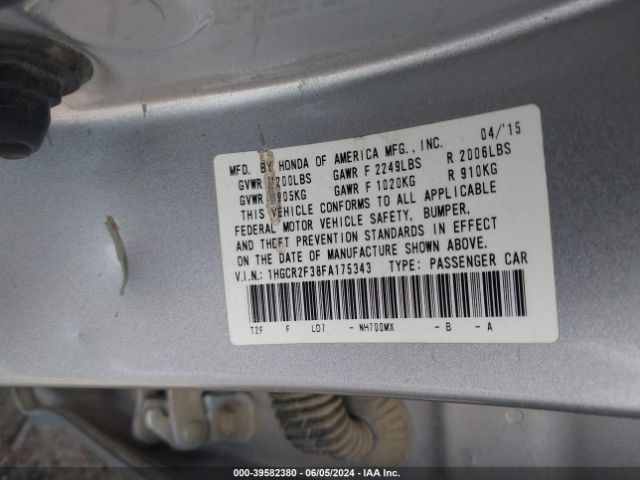 MFD. BY HONDA OF AMERICA MFG., INC. 04/'15
GVWR 200LBS GAWR F 2249LBS R 2006LBS
GVWR 905KG GAWR F 1020KG R 910KG
THIS VEHICLE CONFORMS TO ALL APPLICABLE
FEDERAL MOTOR VEHICLE SAFETY, BUMPER,
AND THEFT PREVENTION STANDARDS IN EFFECT
ON THE DATE OF MANUFACTURE SHOWN ABOVE.
V.I.N: 1HGCR2F38FA175343 TYPE: PASSENGER CAR
T2F F LD7 - NH700MX - B - A
000-39582380 - 06/05/2024 - IAA Inc.